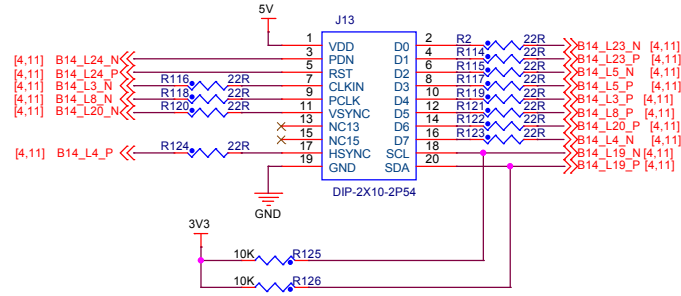 5V
J13
1 VDD D0 2 R2 22R B14_L23_N [4,11]
[4,11] B14_L24_N 3 PDN D1 4 R114 22R B14_L23_P [4,11]
[4,11] B14_L24_P 5 RST D2 6 R115 22R B14_L5_N [4,11]
[4,11] B14_L3_N R116 22R 7 CLKIN D3 8 R117 22R B14_L5_P [4,11]
[4,11] B14_L8_N R118 22R 9 PCLK D4 10 R119 22R B14_L3_P [4,11]
[4,11] B14_L20_N R120 22R 11 VSYNC D5 12 R121 22R B14_L8_P [4,11]
13 NC13 D6 14 R122 22R B14_L20_P [4,11]
15 NC15 D7 16 R123 22R B14_L4_N [4,11]
[4,11] B14_L4_P R124 22R 17 HSYNC SCL 18 B14_L19_N [4,11]
19 GND SDA 20 B14_L19_P [4,11]
DIP-2X10-2P54
GND
3V3
10K R125
10K R126